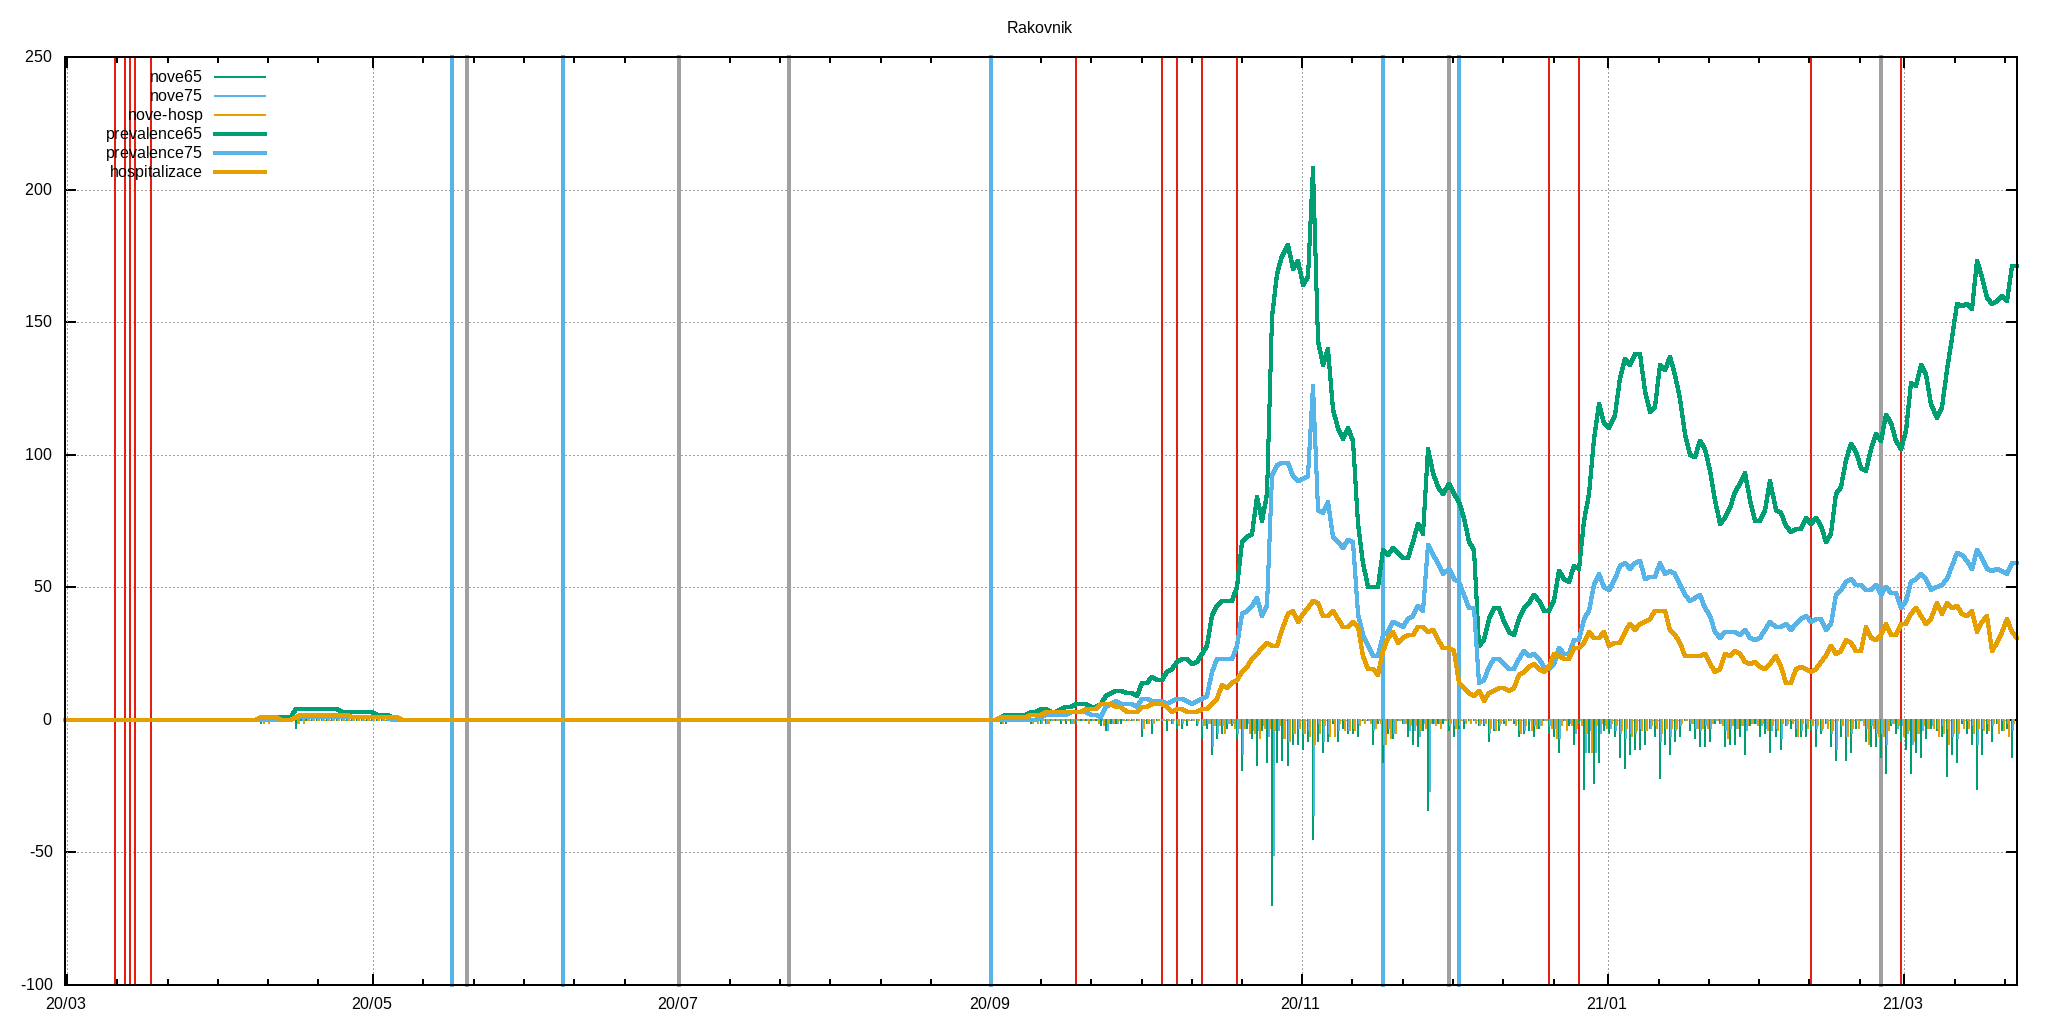 Rakovnik
250
200
150
100
50
0
-50
-100
nove65
nove75
nove-hosp
prevalence65
prevalence75
hospitalizace
20/03 20/05 20/07 20/09 20/11 21/01 21/03